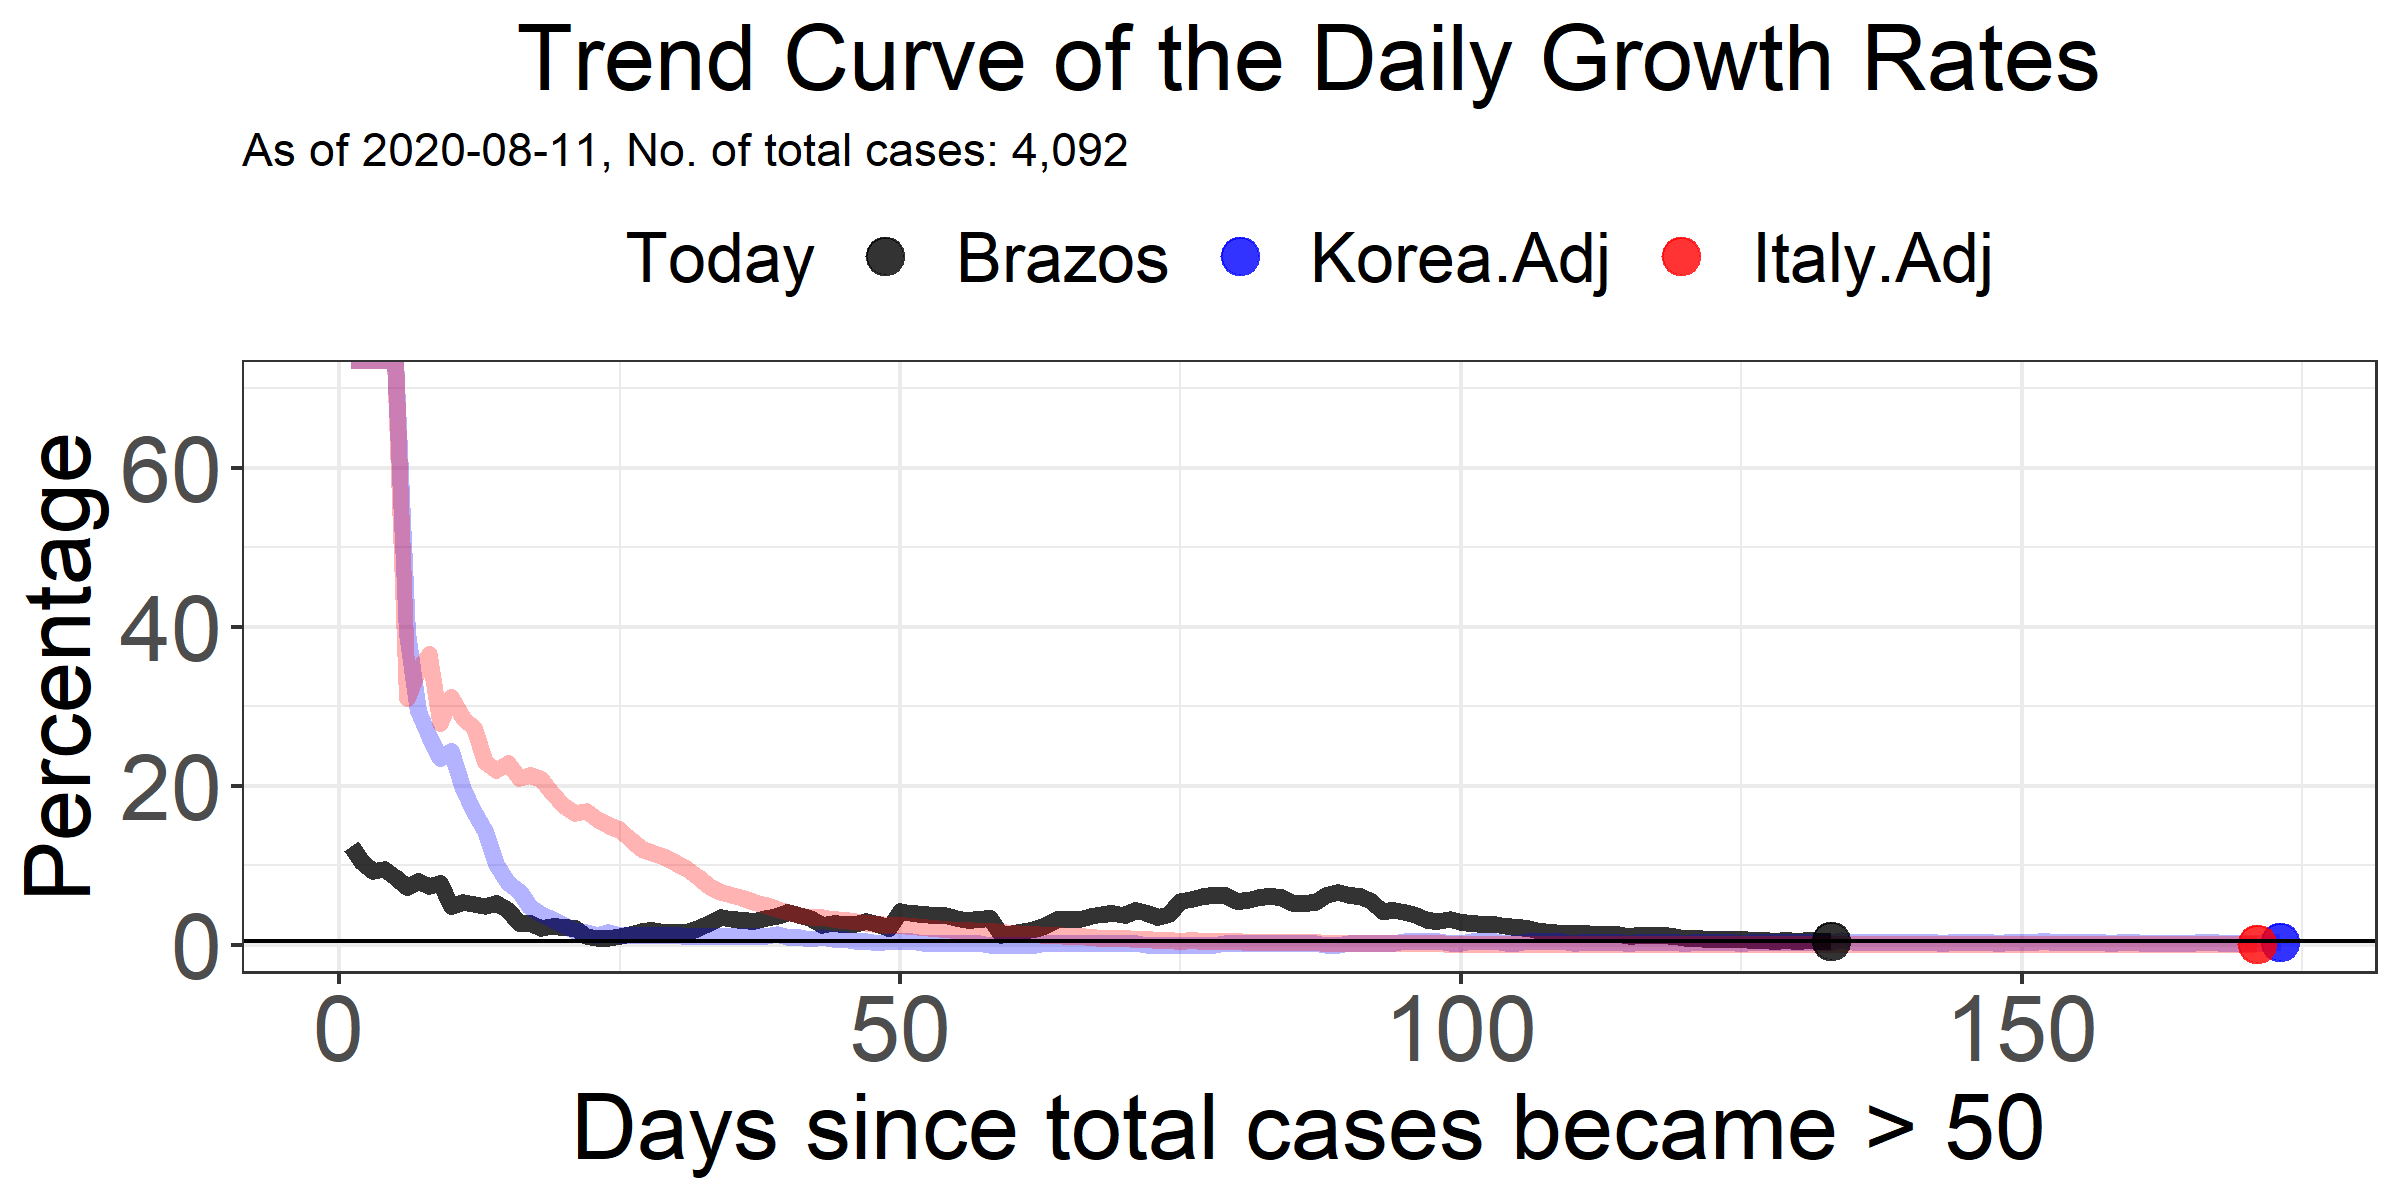 Trend Curve of the Daily Growth Rates
As of 2020-08-11, No. of total cases: 4,092
Today Brazos Korea.Adj Italy.Adj
Percentage
60
40
20
0
0 50 100 150
Days since total cases became > 50